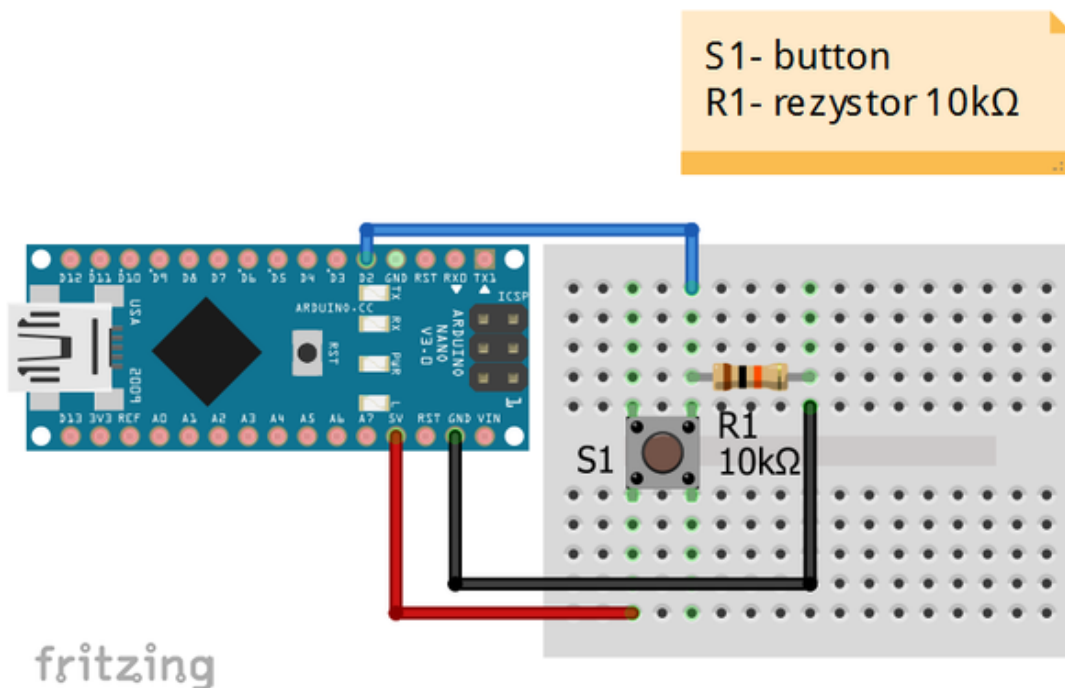 S1- button
R1- rezystor 10kΩ
D12 D11 D10 D9 D8 D7 D6 D5 D4 D3 D2 GND RST RX0 TX1
TX
ICSP
USA
ARDUINO.CC
RX
RST
ARDUINO
NANO
V3.0
PWR
2009
L
1
D13 3V3 REF A0 A1 A2 A3 A4 A5 A6 A7 5V RST GND VIN
S1
R1
10kΩ
fritzing